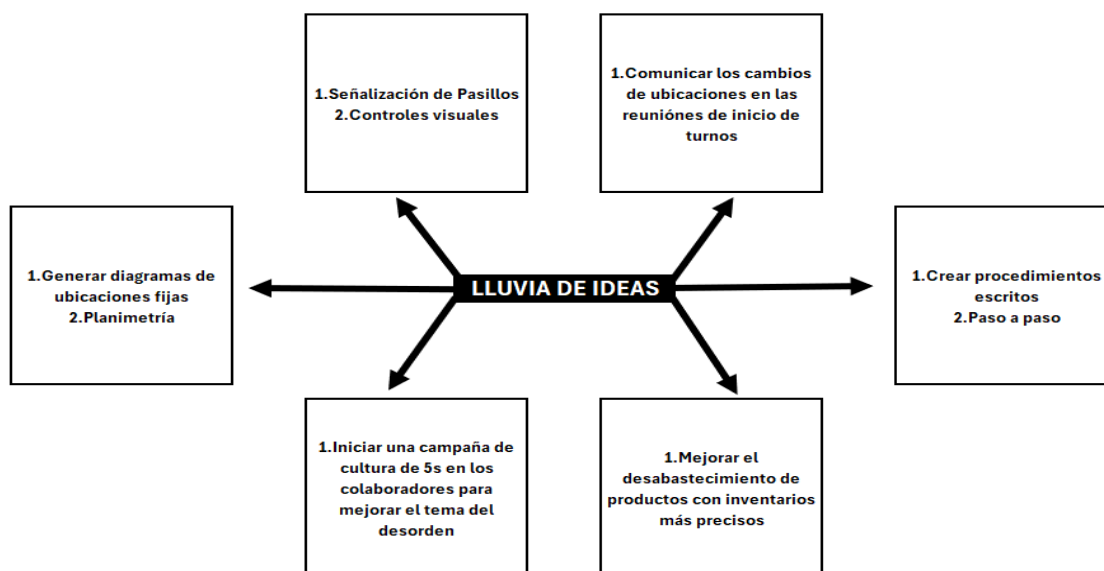 1.Señalización de Pasillos
2.Controles visuales
1.Comunicar los cambios
de ubicaciones en las
reuniónes de inicio de
turnos
1.Generar diagramas de
ubicaciones fijas
2.Planimetría
LLUVIA DE IDEAS
1.Crear procedimientos
escritos
2.Paso a paso
1.Iniciar una campaña de
cultura de 5s en los
colaboradores para
mejorar el tema del
desorden
1.Mejorar el
desabastecimiento de
productos con inventarios
más precisos